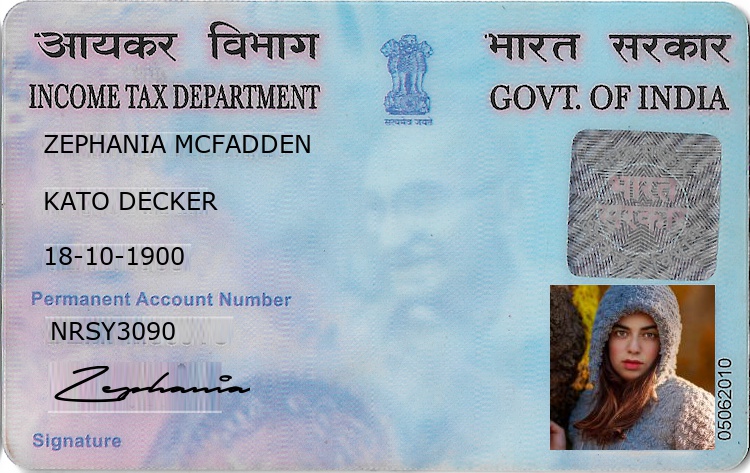 आयकर विभाग भारत सरकार
INCOME TAX DEPARTMENT GOVT. OF INDIA
सत्यमेव जयते
ZEPHANIA MCFADDEN
KATO DECKER
18-10-1900
भारत
सरकार
Permanent Account Number
NRSY3090
Zephania
Signature
05062010